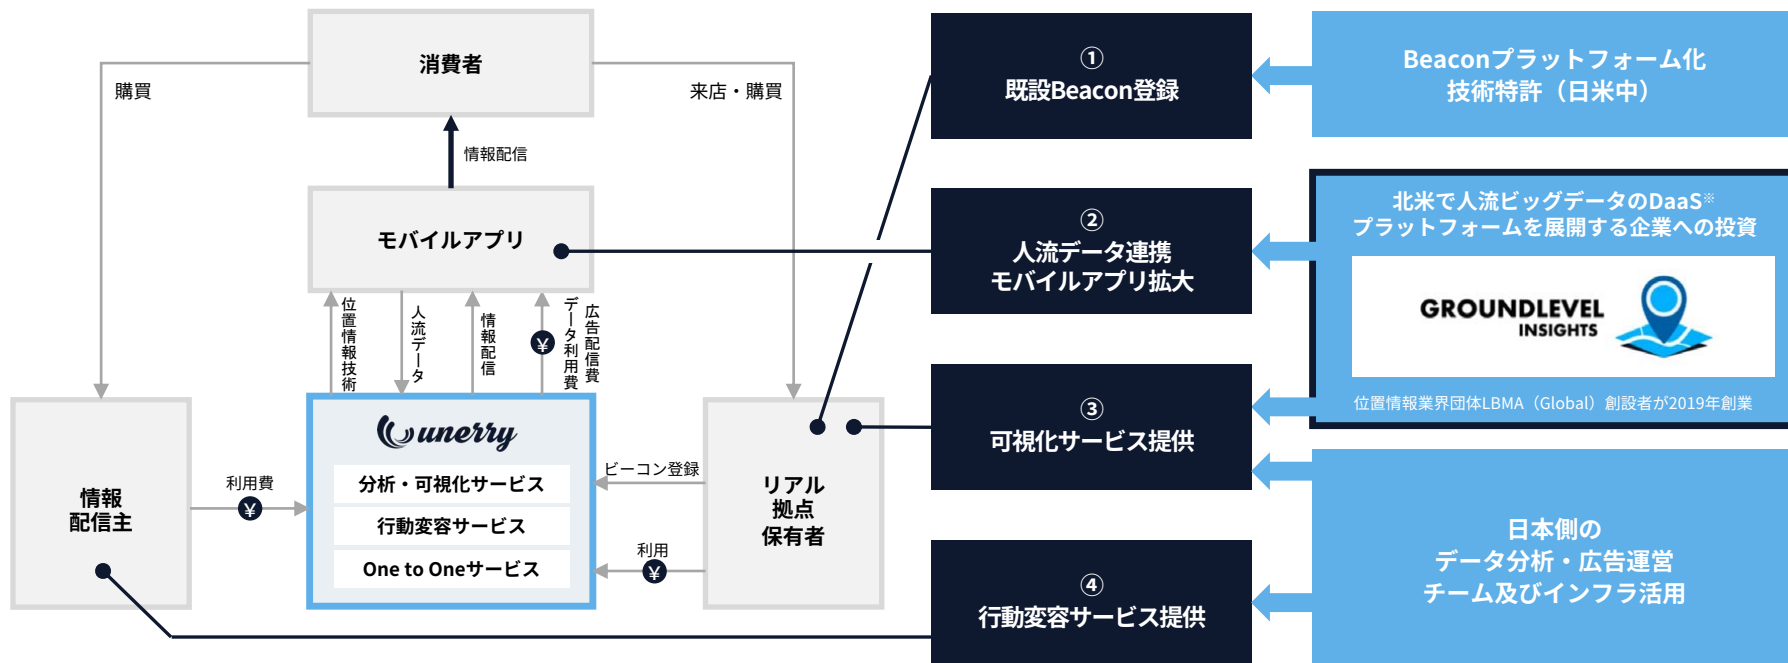 消費者
購買
来店・購買
情報配信
モバイルアプリ
位置情報技術
人流データ
情報配信
¥
データ利用費
広告配信費
unerry
分析・可視化サービス
行動変容サービス
One to Oneサービス
情報
配信主
利用費
¥
ビーコン登録
利用
¥
リアル
拠点
保有者
①
既設Beacon登録
②
人流データ連携
モバイルアプリ拡大
③
可視化サービス提供
④
行動変容サービス提供
Beaconプラットフォーム化
技術特許（日米中）
北米で人流ビッグデータのDaaS※
プラットフォームを展開する企業への投資
GROUNDLEVEL
INSIGHTS
位置情報業界団体LBMA（Global）創設者が2019年創業
日本側の
データ分析・広告運営
チーム及びインフラ活用